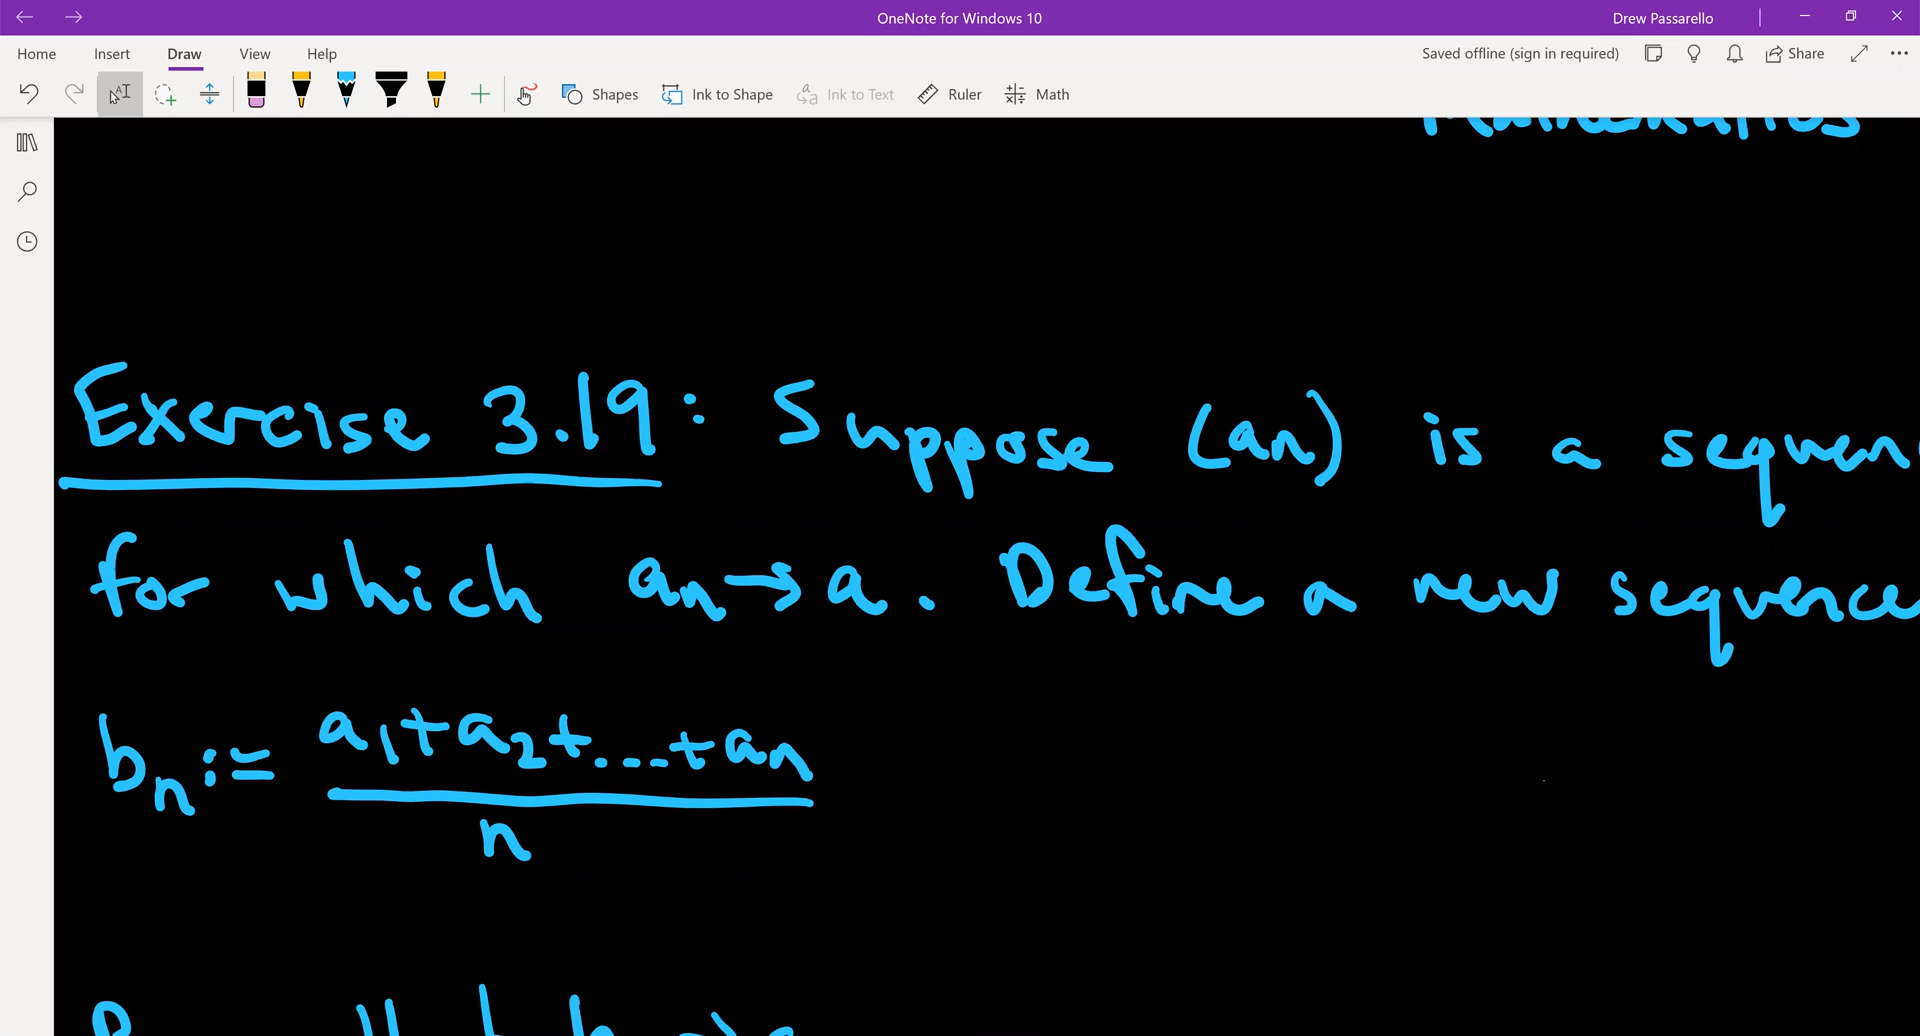 OneNote for Windows 10
Drew Passarello
Home Insert Draw View Help
Saved offline (sign in required) Share
Shapes Ink to Shape Ink to Text Ruler Math
Mathematics
Exercise 3.19: Suppose (an) is a sequen
for which an→a. Define a new sequence
bn := a1+a2+...+an
n